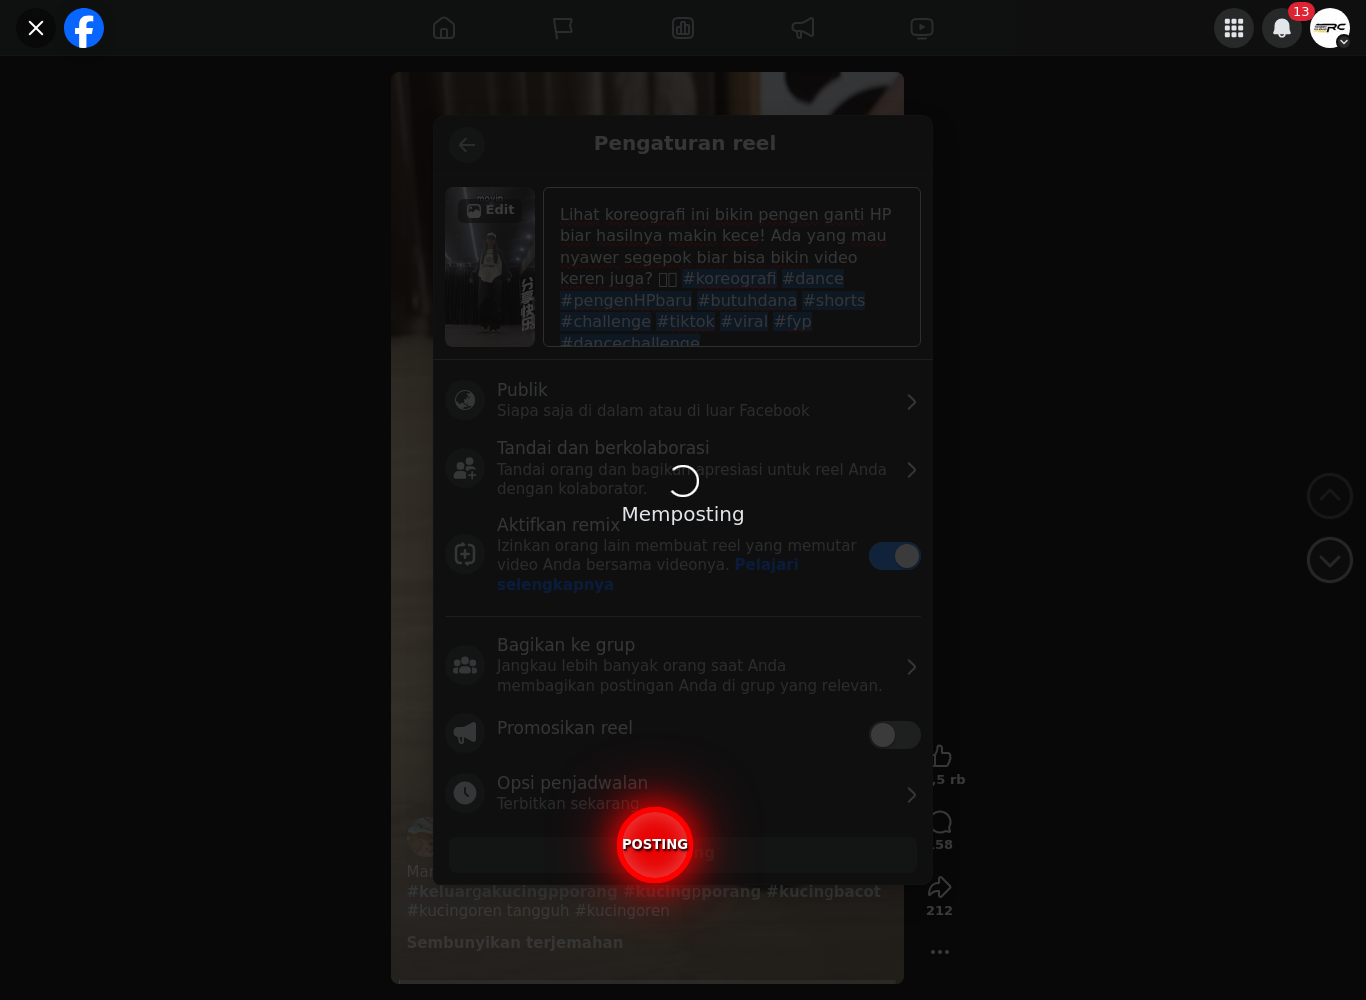 13
Pengaturan reel
Edit
Lihat koreografi ini bikin pengen ganti HP
biar hasilnya makin kece! Ada yang mau
nyawer segepok biar bisa bikin video
keren juga? #koreografi #dance
#pengenHPbaru #butuhdana #shorts
#challenge #tiktok #viral #fyp
#dancechallenge
Publik
Siapa saja di dalam atau di luar Facebook
Tandai dan berkolaborasi
Tandai orang dan bagikan apresiasi untuk reel Anda
dengan kolaborator.
Memposting
Aktifkan remix
Izinkan orang lain membuat reel yang memutar
video Anda bersama videonya. Pelajari
selengkapnya
Bagikan ke grup
Jangkau lebih banyak orang saat Anda
membagikan postingan Anda di grup yang relevan.
Promosikan reel
Opsi penjadwalan
Terbitkan sekarang
POSTING
,5 rb
58
212
#keluargakucingpporang #kucingpporang #kucingbacot
#kucingoren tangguh #kucingoren
Sembunyikan terjemahan